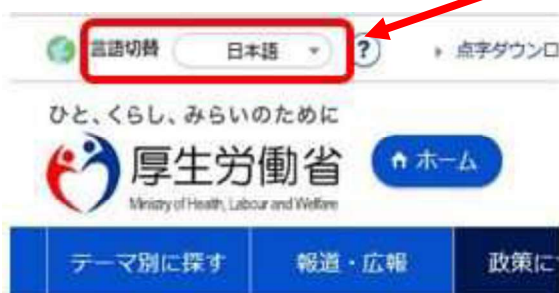 言語切替 日本語 ? 点字ダウンロ
ひと、くらし、みらいのために
厚生労働省
Ministry of Health, Labour and Welfare
ホーム
テーマ別に探す 報道・広報 政策に